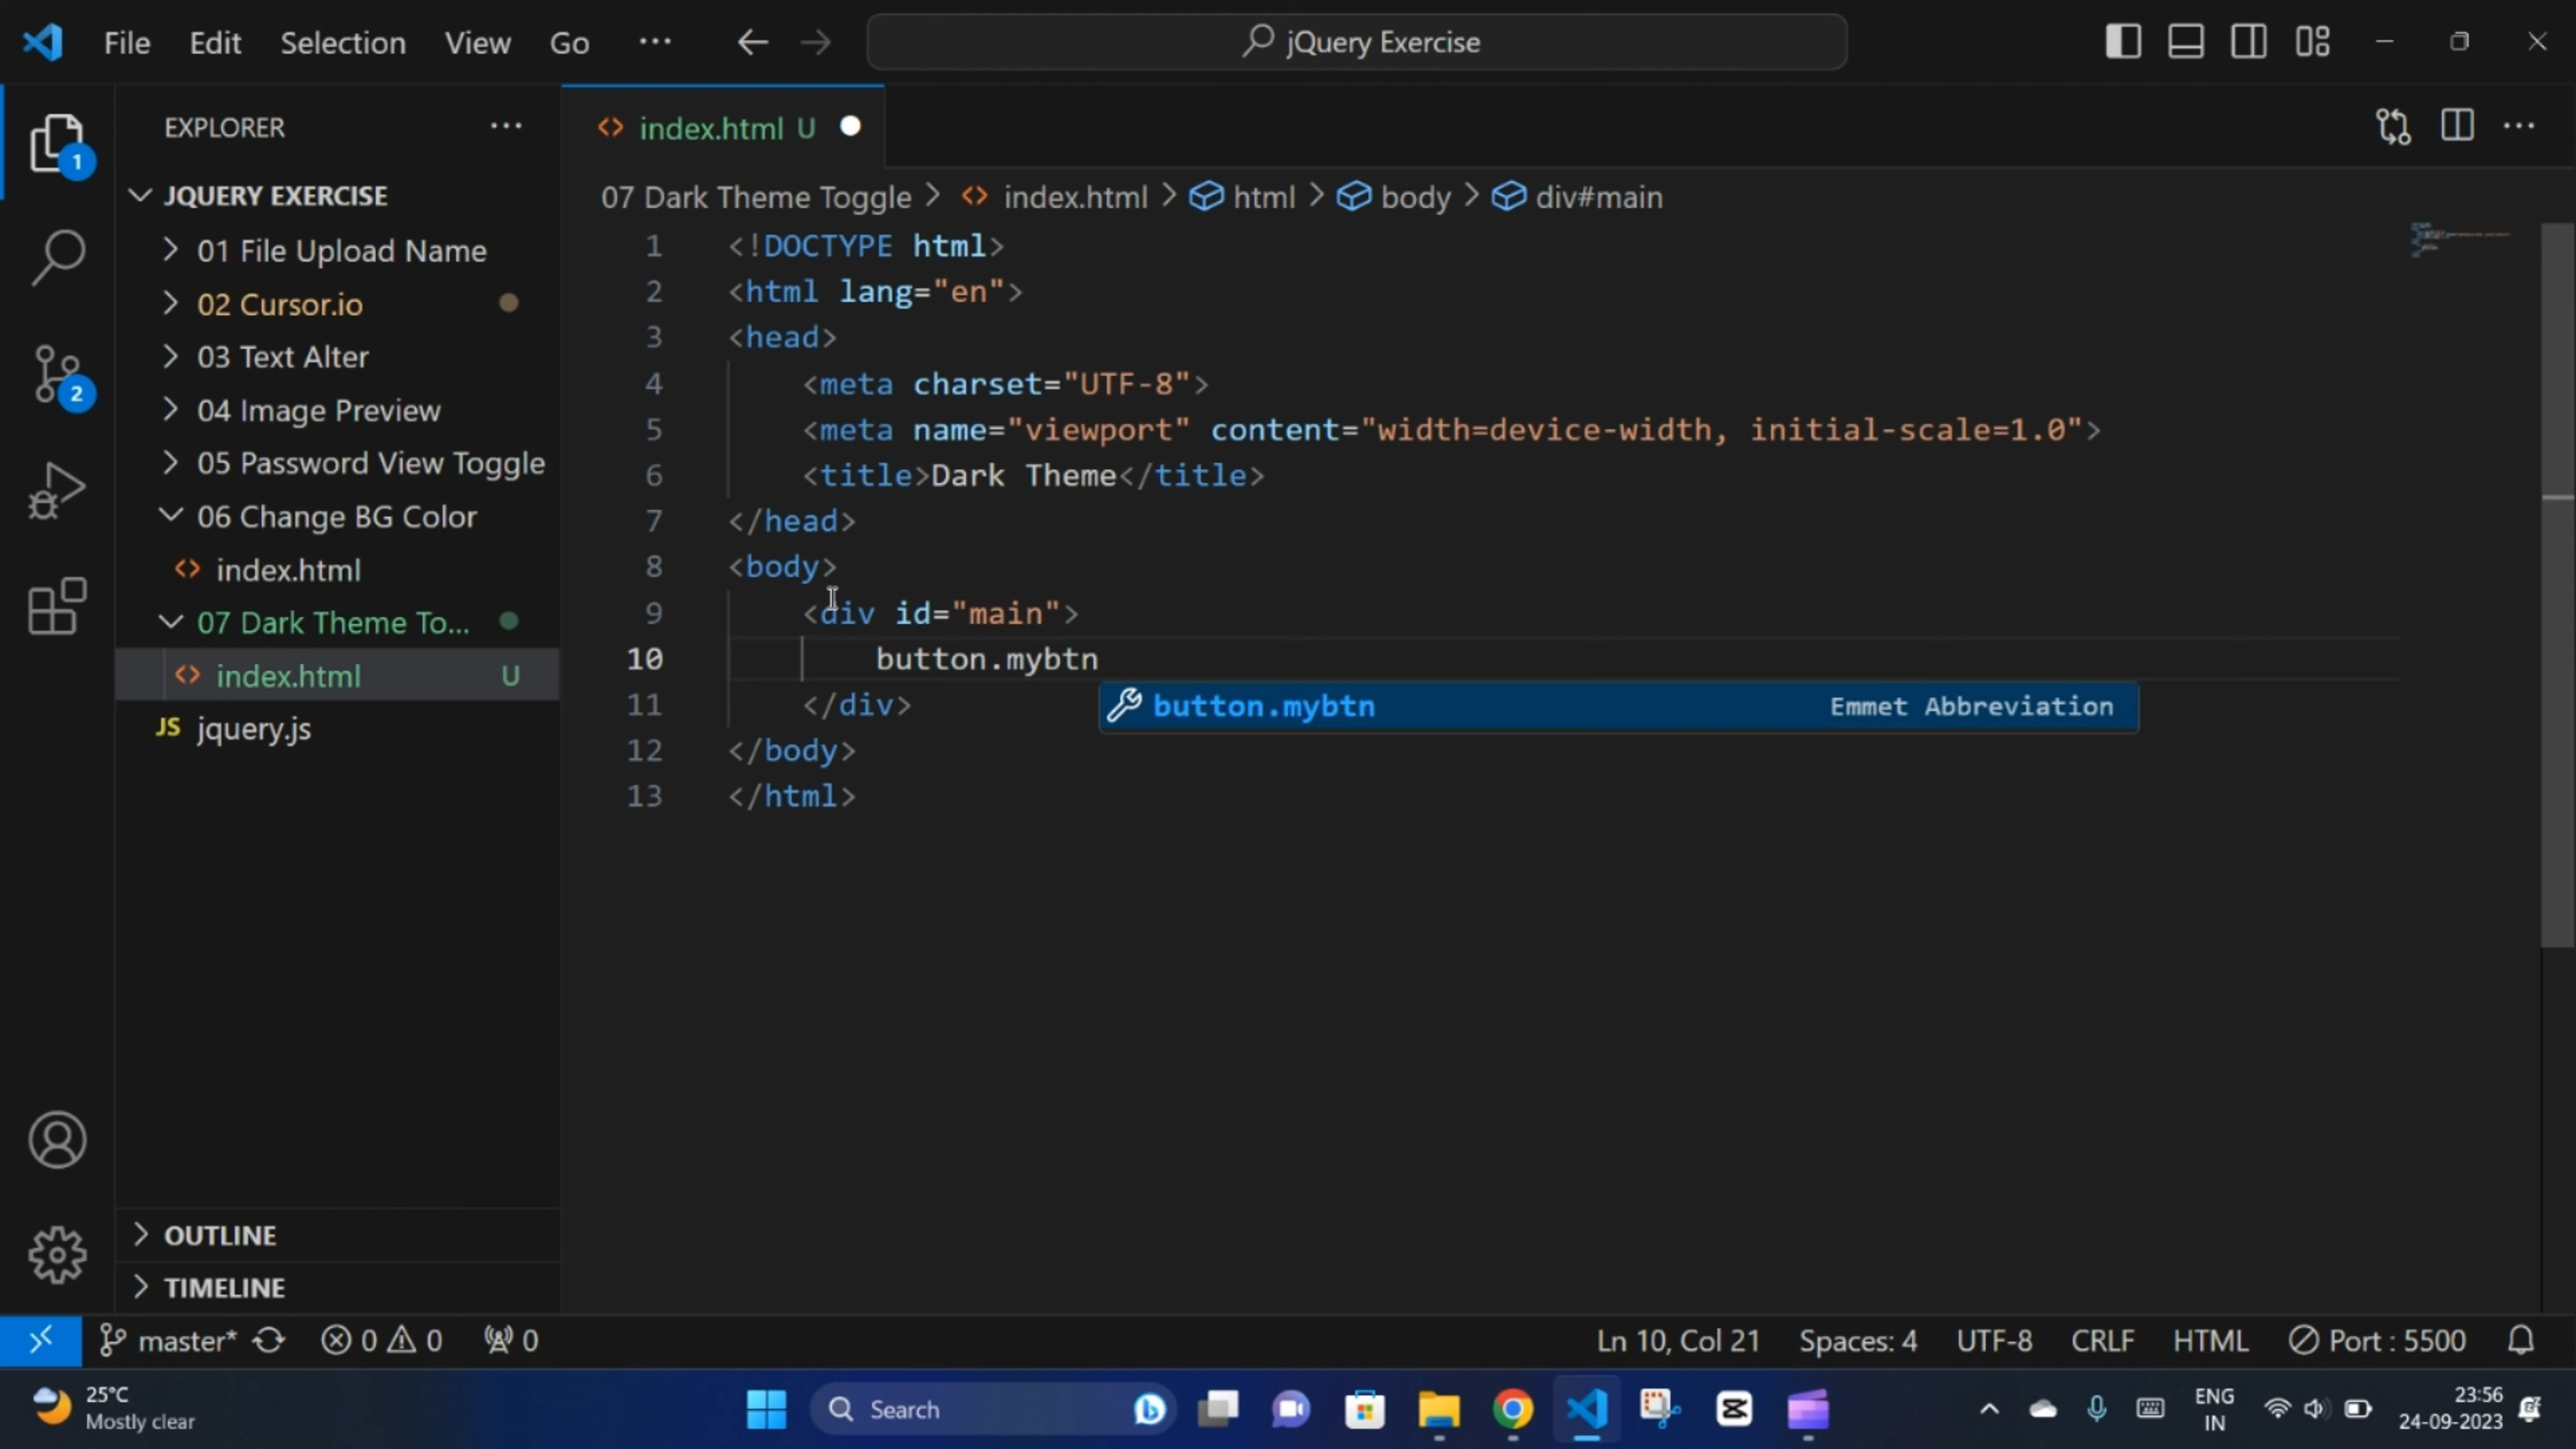 File Edit Selection View Go ··· jQuery Exercise
EXPLORER ···
index.html U
1
JQUERY EXERCISE
01 File Upload Name
02 Cursor.io
03 Text Alter
2
04 Image Preview
05 Password View Toggle
06 Change BG Color
index.html
07 Dark Theme To...
index.html U
JS jquery.js
OUTLINE
TIMELINE
07 Dark Theme Toggle > index.html > html > body > div#main
1 <!DOCTYPE html>
2 <html lang="en">
3 <head>
4 <meta charset="UTF-8">
5 <meta name="viewport" content="width=device-width, initial-scale=1.0">
6 <title>Dark Theme</title>
7 </head>
8 <body>
9 <div id="main">
10 button.mybtn
button.mybtn Emmet Abbreviation
11 </div>
12 </body>
13 </html>
master* 0 0 0 Ln 10, Col 21 Spaces: 4 UTF-8 CRLF HTML Port : 5500
25°C
Mostly clear
Search
ENG
IN
23:56
24-09-2023